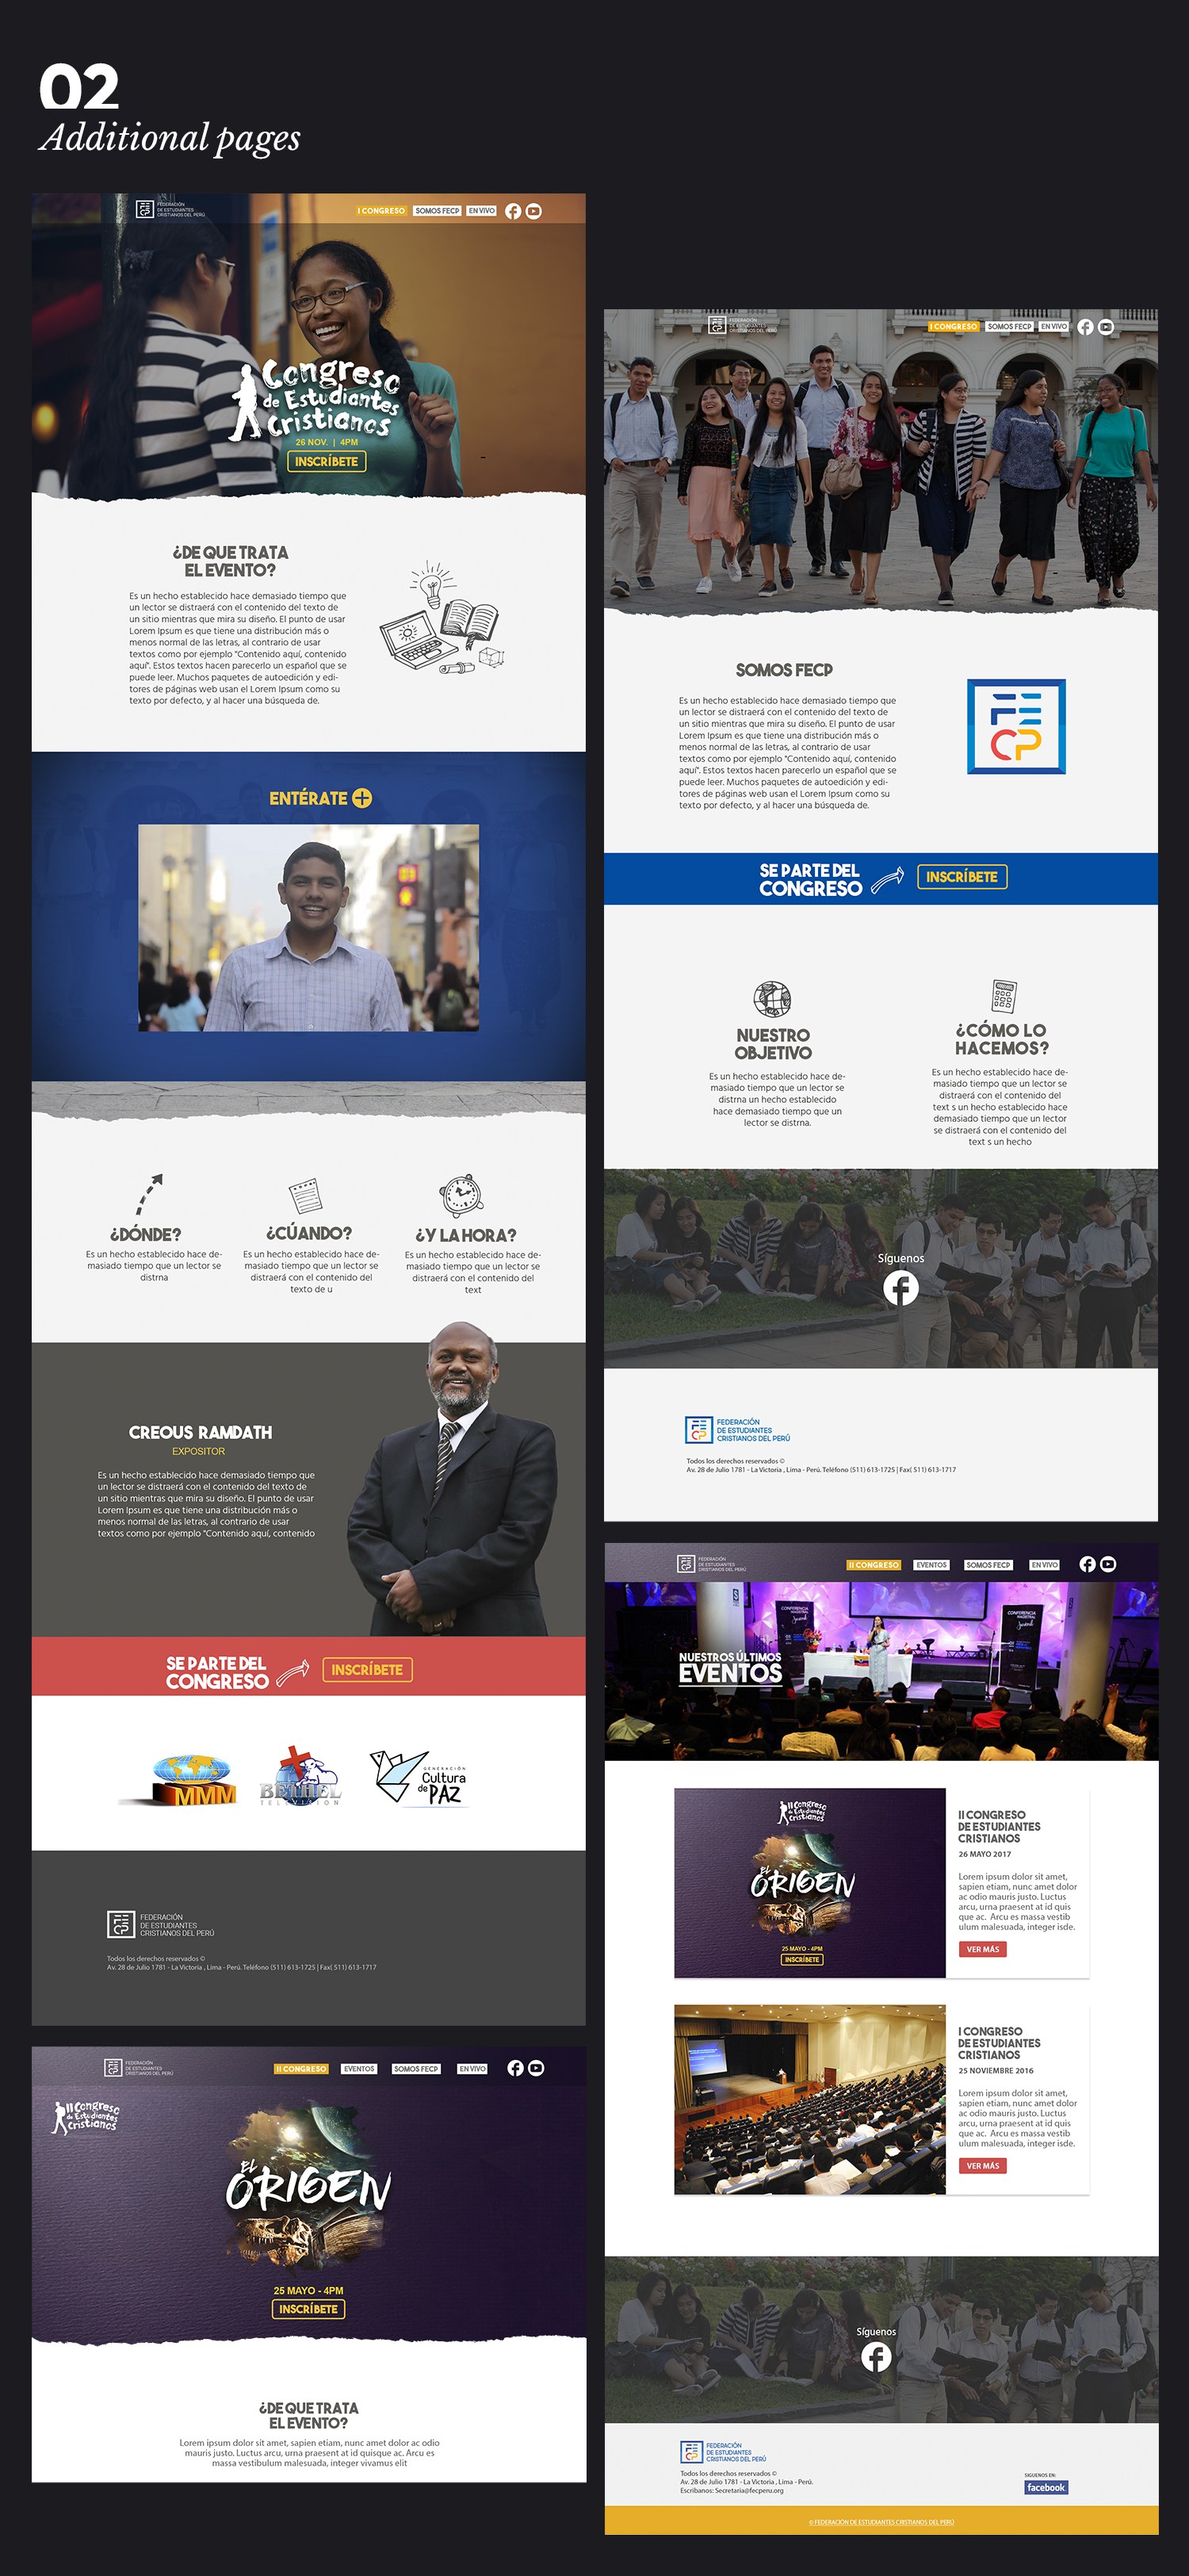 02
Additional pages
FEDERACIÓN
DE ESTUDIANTES
CRISTIANOS DEL PERÚ
I CONGRESO
SOMOS FECP
EN VIVO
Congreso
de Estudiantes
Cristianos
26 NOV. | 4PM
INSCRÍBETE
¿DE QUE TRATA
EL EVENTO?
Es un hecho establecido hace demasiado tiempo que
un lector se distraerá con el contenido del texto de
un sitio mientras que mira su diseño. El punto de usar
Lorem Ipsum es que tiene una distribución más o
menos normal de las letras, al contrario de usar
textos como por ejemplo "Contenido aquí, contenido
aquí". Estos textos hacen parecerlo un español que se
puede leer. Muchos paquetes de autoedición y edi-
tores de páginas web usan el Lorem Ipsum como su
texto por defecto, y al hacer una búsqueda de.
ENTÉRATE
¿DÓNDE?
Es un hecho establecido hace de-
masiado tiempo que un lector se
distrna
¿CÚANDO?
Es un hecho establecido hace de-
masiado tiempo que un lector se
distraerá con el contenido del
texto de u
¿Y LA HORA?
Es un hecho establecido hace de-
masiado tiempo que un lector se
distraerá con el contenido del
text
CREOUS RAMDATH
EXPOSITOR
Es un hecho establecido hace demasiado tiempo que
un lector se distraerá con el contenido del texto de
un sitio mientras que mira su diseño. El punto de usar
Lorem Ipsum es que tiene una distribución más o
menos normal de las letras, al contrario de usar
textos como por ejemplo "Contenido aquí, contenido
SE PARTE DEL
CONGRESO
INSCRÍBETE
MMM
BETHEL
TELEVISION
GENERACIÓN
Cultura
de PAZ
FEDERACIÓN
DE ESTUDIANTES
CRISTIANOS DEL PERÚ
Todos los derechos reservados ©
Av. 28 de Julio 1781 - La Victoria , Lima - Perú. Teléfono (511) 613-1725 | Fax( 511) 613-1717
FEDERACIÓN
DE ESTUDIANTES
CRISTIANOS DEL PERÚ
II CONGRESO
EVENTOS
SOMOS FECP
EN VIVO
II Congreso
de Estudiantes
Cristianos
EL
ORIGEN
25 MAYO - 4PM
INSCRÍBETE
¿DE QUE TRATA
EL EVENTO?
Lorem ipsum dolor sit amet, sapien etiam, nunc amet dolor ac odio
mauris justo. Luctus arcu, urna praesent at id quisque ac. Arcu es
massa vestibulum malesuada, integer vivamus elit
FEDERACIÓN
DE ESTUDIANTES
CRISTIANOS DEL PERÚ
I CONGRESO
SOMOS FECP
EN VIVO
SOMOS FECP
Es un hecho establecido hace demasiado tiempo que
un lector se distraerá con el contenido del texto de
un sitio mientras que mira su diseño. El punto de usar
Lorem Ipsum es que tiene una distribución más o
menos normal de las letras, al contrario de usar
textos como por ejemplo "Contenido aquí, contenido
aquí". Estos textos hacen parecerlo un español que se
puede leer. Muchos paquetes de autoedición y edi-
tores de páginas web usan el Lorem Ipsum como su
texto por defecto, y al hacer una búsqueda de.
FE
CP
SE PARTE DEL
CONGRESO
INSCRÍBETE
NUESTRO
OBJETIVO
Es un hecho establecido hace de-
masiado tiempo que un lector se
distrna un hecho establecido
hace demasiado tiempo que un
lector se distrna.
¿CÓMO LO
HACEMOS?
Es un hecho establecido hace de-
masiado tiempo que un lector se
distraerá con el contenido del
text s un hecho establecido hace
demasiado tiempo que un lector
se distraerá con el contenido del
text s un hecho
Síguenos
FEDERACIÓN
DE ESTUDIANTES
CRISTIANOS DEL PERÚ
Todos los derechos reservados ©
Av. 28 de Julio 1781 - La Victoria , Lima - Perú. Teléfono (511) 613-1725 | Fax( 511) 613-1717
FEDERACIÓN
DE ESTUDIANTES
CRISTIANOS DEL PERÚ
II CONGRESO
EVENTOS
SOMOS FECP
EN VIVO
CONFERENCIA
MAGISTRAL
Juvenil
CONFERENCIA
MAGISTRAL
Juvenil
NUESTROS ÚLTIMOS
EVENTOS
II Congreso
de Estudiantes
Cristianos
EL
ORIGEN
25 MAYO - 4PM
INSCRÍBETE
II CONGRESO
DE ESTUDIANTES
CRISTIANOS
26 MAYO 2017
Lorem ipsum dolor sit amet,
sapien etiam, nunc amet dolor
ac odio mauris justo. Luctus
arcu, urna praesent at id quis
que ac. Arcu es massa vestib
ulum malesuada, integer isde.
VER MÁS
I CONGRESO
DE ESTUDIANTES
CRISTIANOS
25 NOVIEMBRE 2016
Lorem ipsum dolor sit amet,
sapien etiam, nunc amet dolor
ac odio mauris justo. Luctus
arcu, urna praesent at id quis
que ac. Arcu es massa vestib
ulum malesuada, integer isde.
VER MÁS
Síguenos
FEDERACIÓN
DE ESTUDIANTES
CRISTIANOS DEL PERÚ
Todos los derechos reservados ©
Av. 28 de Julio 1781 - La Victoria , Lima - Perú.
Escribanos: Secretaria@fecperu.org
SIGUENOS EN:
facebook
© FEDERACIÓN DE ESTUDIANTES CRISTIANOS DEL PERÚ